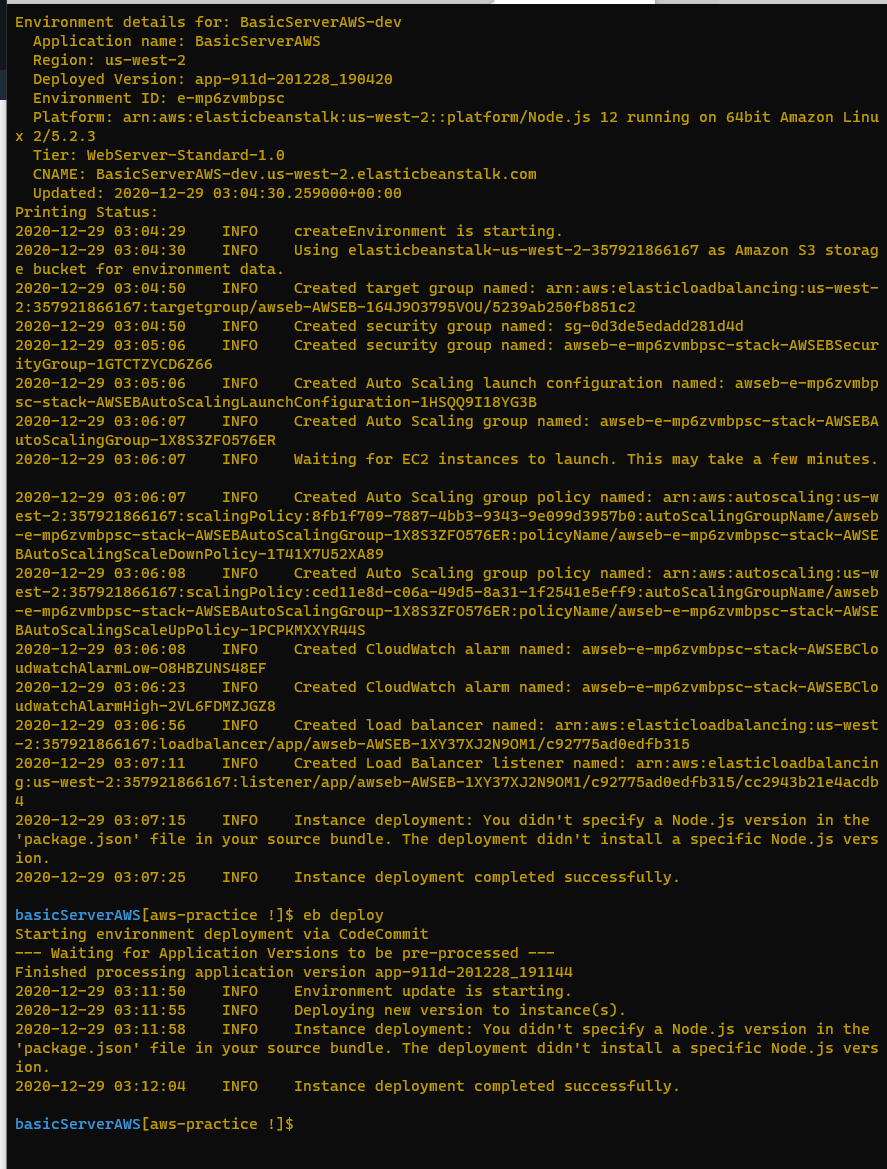 Environment details for: BasicServerAWS-dev
  Application name: BasicServerAWS
  Region: us-west-2
  Deployed Version: app-911d-201228_190420
  Environment ID: e-mp6zvmbpsc
  Platform: arn:aws:elasticbeanstalk:us-west-2::platform/Node.js 12 running on 64bit Amazon Linu
x 2/5.2.3
  Tier: WebServer-Standard-1.0
  CNAME: BasicServerAWS-dev.us-west-2.elasticbeanstalk.com
  Updated: 2020-12-29 03:04:30.259000+00:00
Printing Status:
2020-12-29 03:04:29    INFO    createEnvironment is starting.
2020-12-29 03:04:30    INFO    Using elasticbeanstalk-us-west-2-357921866167 as Amazon S3 storag
e bucket for environment data.
2020-12-29 03:04:50    INFO    Created target group named: arn:aws:elasticloadbalancing:us-west-
2:357921866167:targetgroup/awseb-AWSEB-164J9O3795VOU/5239ab250fb851c2
2020-12-29 03:04:50    INFO    Created security group named: sg-0d3de5edadd281d4d
2020-12-29 03:05:06    INFO    Created security group named: awseb-e-mp6zvmbpsc-stack-AWSEBSecur
ityGroup-1GTCTZYCD6Z66
2020-12-29 03:05:06    INFO    Created Auto Scaling launch configuration named: awseb-e-mp6zvmbp
sc-stack-AWSEBAutoScalingLaunchConfiguration-1HSQQ9I18YG3B
2020-12-29 03:06:07    INFO    Created Auto Scaling group named: awseb-e-mp6zvmbpsc-stack-AWSEBA
utoScalingGroup-1X8S3ZFO576ER
2020-12-29 03:06:07    INFO    Waiting for EC2 instances to launch. This may take a few minutes.
2020-12-29 03:06:07    INFO    Created Auto Scaling group policy named: arn:aws:autoscaling:us-w
est-2:357921866167:scalingPolicy:8fb1f709-7887-4bb3-9343-9e099d3957b0:autoScalingGroupName/awseb
-e-mp6zvmbpsc-stack-AWSEBAutoScalingGroup-1X8S3ZFO576ER:policyName/awseb-e-mp6zvmbpsc-stack-AWSE
BAutoScalingScaleDownPolicy-1T41X7U52XA89
2020-12-29 03:06:08    INFO    Created Auto Scaling group policy named: arn:aws:autoscaling:us-w
est-2:357921866167:scalingPolicy:ced11e8d-c06a-49d5-8a31-1f2541e5eff9:autoScalingGroupName/awseb
-e-mp6zvmbpsc-stack-AWSEBAutoScalingGroup-1X8S3ZFO576ER:policyName/awseb-e-mp6zvmbpsc-stack-AWSE
BAutoScalingScaleUpPolicy-1PCPKMXXYR44S
2020-12-29 03:06:08    INFO    Created CloudWatch alarm named: awseb-e-mp6zvmbpsc-stack-AWSEBClo
udwatchAlarmLow-O8HBZUNS48EF
2020-12-29 03:06:23    INFO    Created CloudWatch alarm named: awseb-e-mp6zvmbpsc-stack-AWSEBClo
udwatchAlarmHigh-2VL6FDMZJGZ8
2020-12-29 03:06:56    INFO    Created load balancer named: arn:aws:elasticloadbalancing:us-west
-2:357921866167:loadbalancer/app/awseb-AWSEB-1XY37XJ2N9OM1/c92775ad0edfb315
2020-12-29 03:07:11    INFO    Created Load Balancer listener named: arn:aws:elasticloadbalancin
g:us-west-2:357921866167:listener/app/awseb-AWSEB-1XY37XJ2N9OM1/c92775ad0edfb315/cc2943b21e4acdb
4
2020-12-29 03:07:15    INFO    Instance deployment: You didn't specify a Node.js version in the
'package.json' file in your source bundle. The deployment didn't install a specific Node.js vers
ion.
2020-12-29 03:07:25    INFO    Instance deployment completed successfully.
basicServerAWS[aws-practice !]$ eb deploy
Starting environment deployment via CodeCommit
--- Waiting for Application Versions to be pre-processed ---
Finished processing application version app-911d-201228_191144
2020-12-29 03:11:50    INFO    Environment update is starting.
2020-12-29 03:11:55    INFO    Deploying new version to instance(s).
2020-12-29 03:11:58    INFO    Instance deployment: You didn't specify a Node.js version in the
'package.json' file in your source bundle. The deployment didn't install a specific Node.js vers
ion.
2020-12-29 03:12:04    INFO    Instance deployment completed successfully.
basicServerAWS[aws-practice !]$